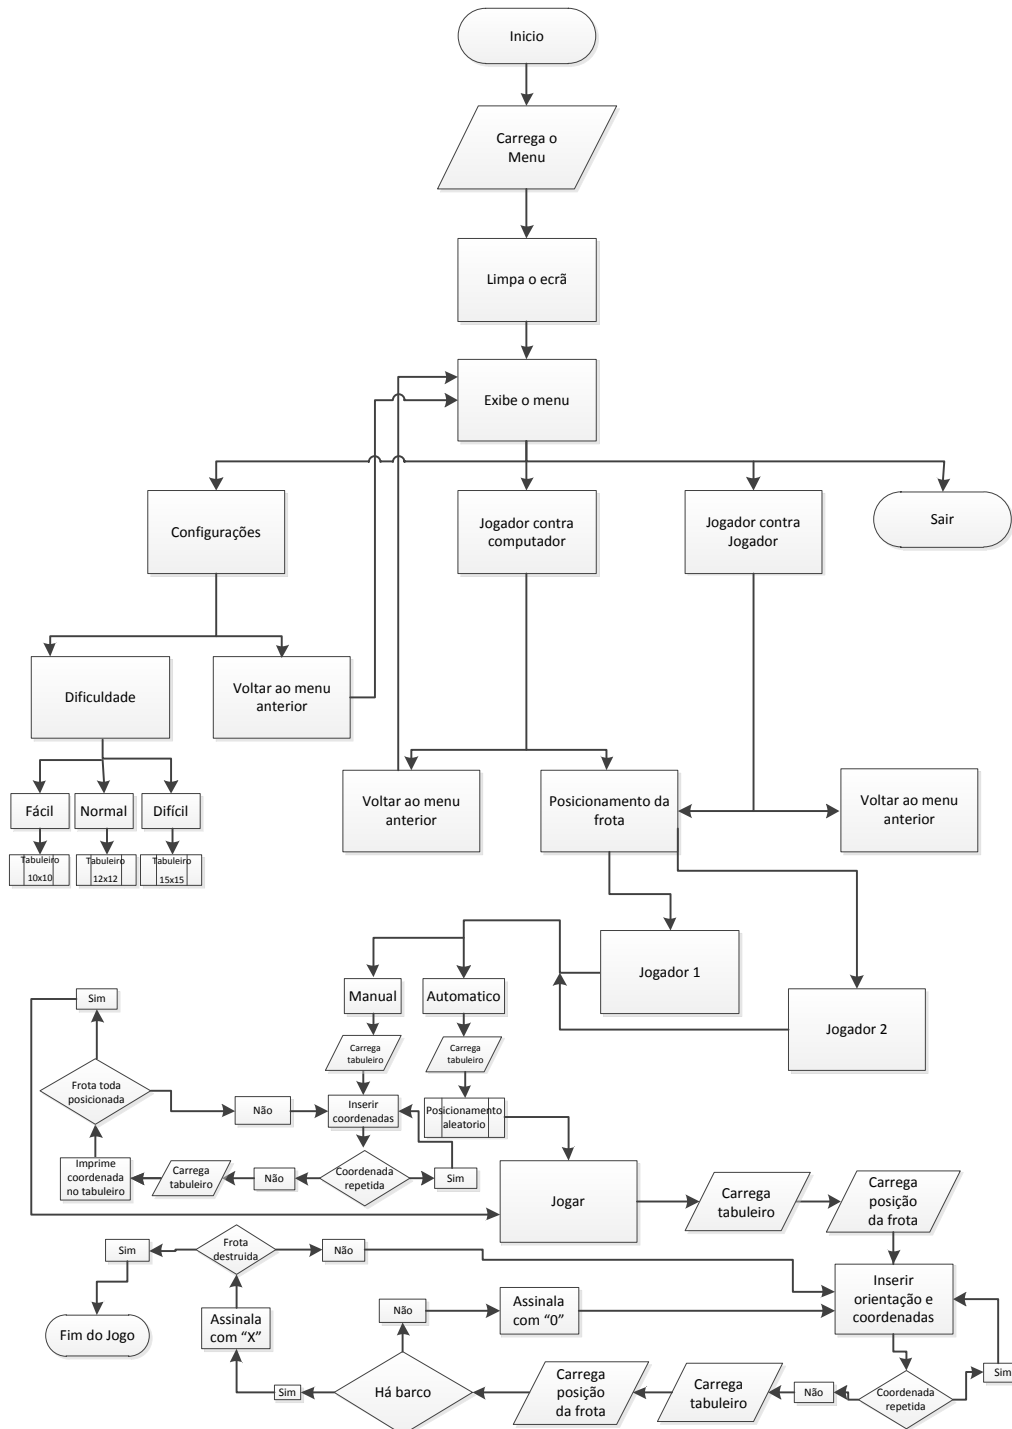 Inicio
Carrega o
Menu
Limpa o ecrã
Exibe o menu
Configurações
Jogador contra
computador
Jogador contra
Jogador
Sair
Dificuldade
Voltar ao menu
anterior
Fácil
Normal
Difícil
Voltar ao menu
anterior
Posicionamento da
frota
Voltar ao menu
anterior
Tabuleiro
10x10
Tabuleiro
12x12
Tabuleiro
15x15
Jogador 1
Jogador 2
Manual
Automatico
Sim
Carrega
tabuleiro
Carrega
tabuleiro
Frota toda
posicionada
Não
Inserir
coordenadas
Posicionamento
aleatorio
Imprime
coordenada
no tabuleiro
Carrega
tabuleiro
Não
Coordenada
repetida
Sim
Jogar
Carrega
tabuleiro
Carrega
posição
da frota
Sim
Frota
destruida
Não
Inserir
orientação e
coordenadas
Fim do Jogo
Assinala
com “X”
Não
Assinala
com “0”
Sim
Há barco
Carrega
posição
da frota
Carrega
tabuleiro
Não
Coordenada
repetida
Sim